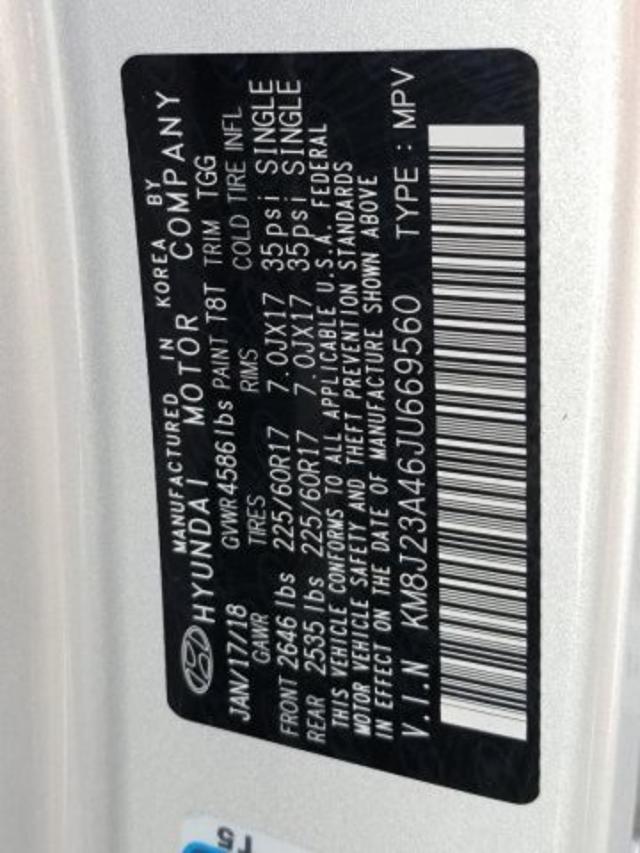 MANUFACTURED IN KOREA BY
HYUNDAI MOTOR COMPANY
JAN/17/18 GVWR 4586 lbs PAINT T8T TRIM TGG
GAWR TIRES RMS COLD TIRE INFL
FRONT 2646 lbs 225/60R17 7.0JX17 35psi SINGLE
REAR 2535 lbs 225/60R17 7.0JX17 35psi SINGLE
THIS VEHICLE CONFORMS TO ALL APPLICABLE U.S.A. FEDERAL
MOTOR VEHICLE SAFETY AND THEFT PREVENTION STANDARDS
IN EFFECT ON THE DATE OF MANUFACTURE SHOWN ABOVE
V.I.N KM8J23A46JU669560 TYPE : MPV